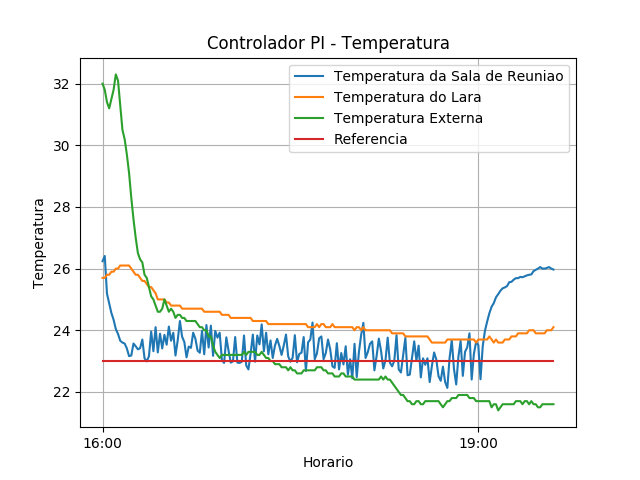 Controlador PI - Temperatura
Temperatura da Sala de Reuniao
Temperatura do Lara
Temperatura Externa
Referencia
Temperatura
32
30
28
26
24
22
16:00
19:00
Horario